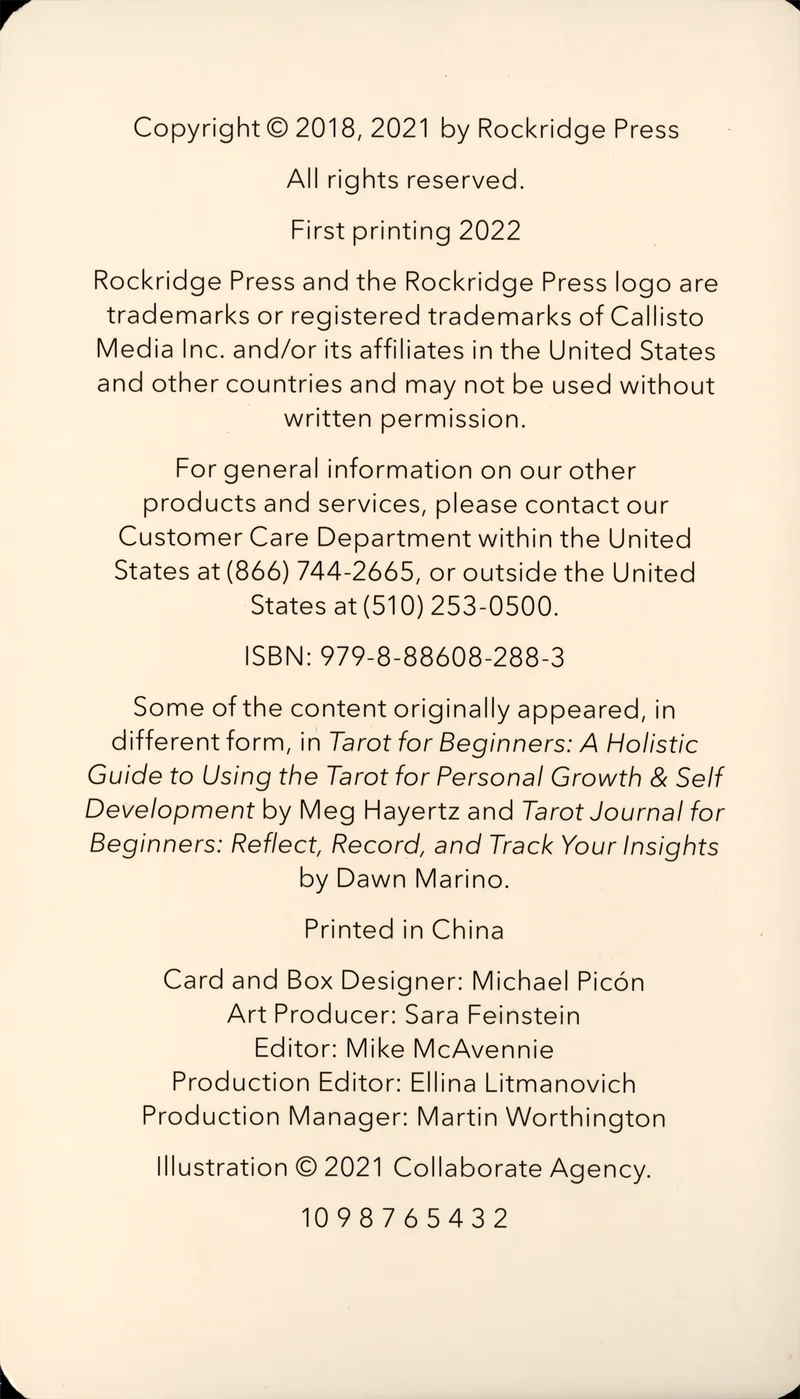 Copyright © 2018, 2021 by Rockridge Press
All rights reserved.
First printing 2022
Rockridge Press and the Rockridge Press logo are
trademarks or registered trademarks of Callisto
Media Inc. and/or its affiliates in the United States
and other countries and may not be used without
written permission.
For general information on our other
products and services, please contact our
Customer Care Department within the United
States at (866) 744-2665, or outside the United
States at (510) 253-0500.
ISBN: 979-8-88608-288-3
Some of the content originally appeared, in
different form, in Tarot for Beginners: A Holistic
Guide to Using the Tarot for Personal Growth & Self
Development by Meg Hayertz and Tarot Journal for
Beginners: Reflect, Record, and Track Your Insights
by Dawn Marino.
Printed in China
Card and Box Designer: Michael Picón
Art Producer: Sara Feinstein
Editor: Mike McAvennie
Production Editor: Ellina Litmanovich
Production Manager: Martin Worthington
Illustration © 2021 Collaborate Agency.
10 9 8 7 6 5 4 3 2